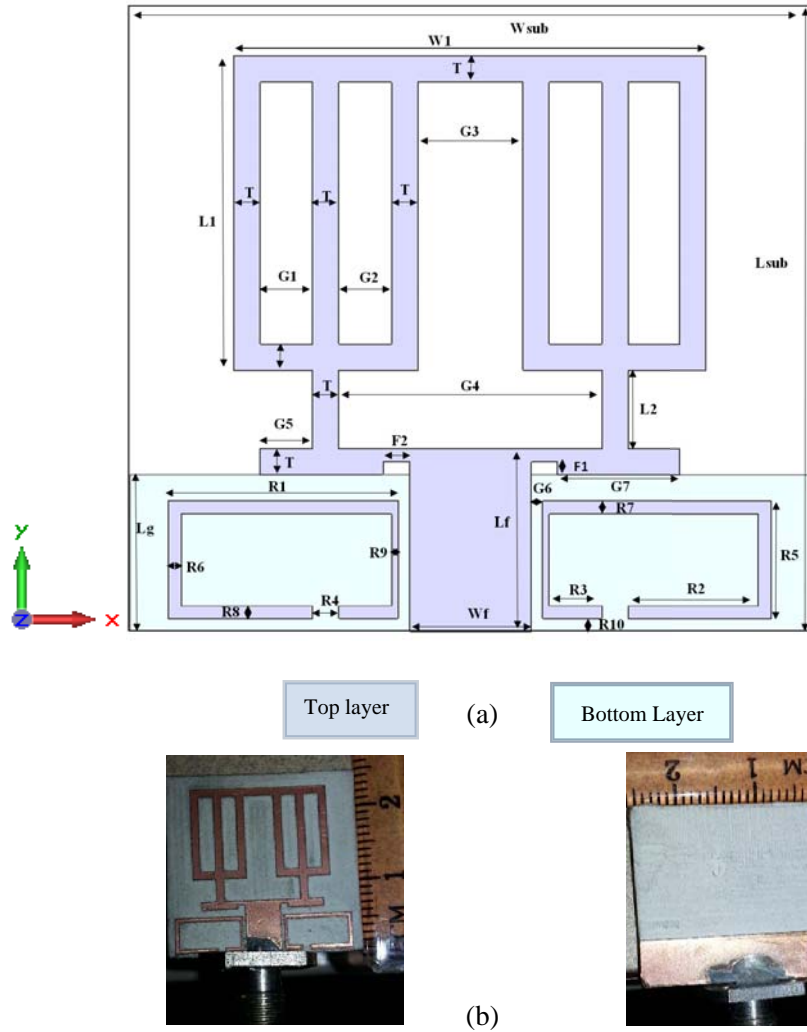 Wsub
W1
T
G3
T T T
L1
Lsub
G1 G2
T G4
L2
G5
F2
T
F1
R1
G6 G7
Lg
Lf
R7
R9
R5
R6
R3 R2
R4
R8
Wf
R10
y
z x
Top layer
(a)
Bottom Layer
2
1
M
2 1
CM
(b)